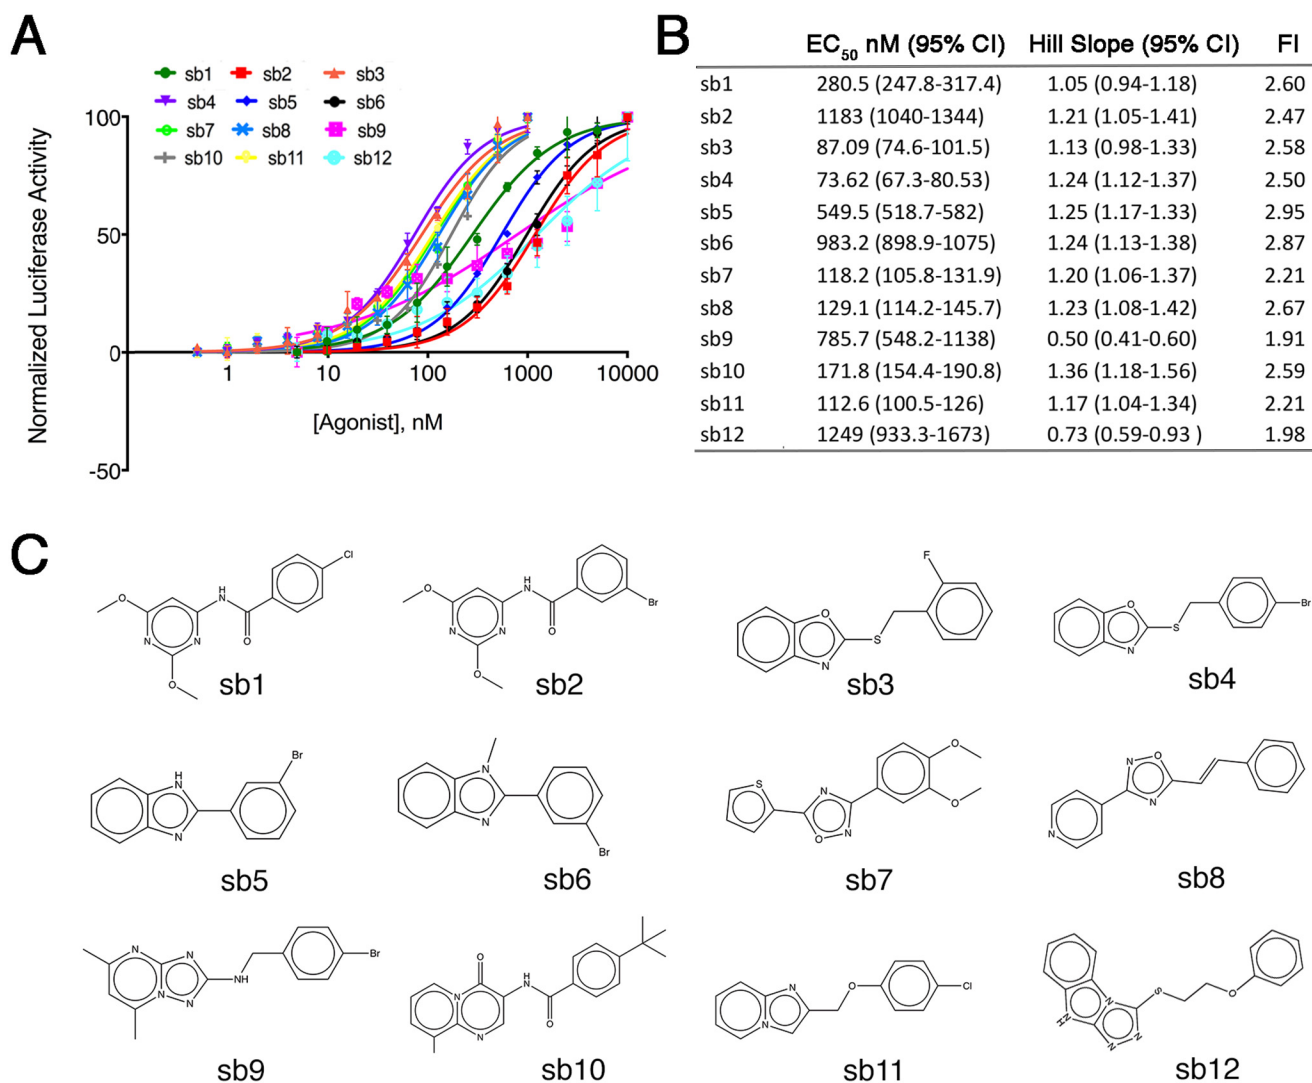 A
sb1 sb2 sb3
sb4 sb5 sb6
sb7 sb8 sb9
sb10 sb11 sb12
Normalized Luciferase Activity
100
50
0
-50
1 10 100 1000 10000
[Agonist], nM
B
EC50 nM (95% CI) Hill Slope (95% CI) FI
sb1 280.5 (247.8-317.4) 1.05 (0.94-1.18) 2.60
sb2 1183 (1040-1344) 1.21 (1.05-1.41) 2.47
sb3 87.09 (74.6-101.5) 1.13 (0.98-1.33) 2.58
sb4 73.62 (67.3-80.53) 1.24 (1.12-1.37) 2.50
sb5 549.5 (518.7-582) 1.25 (1.17-1.33) 2.95
sb6 983.2 (898.9-1075) 1.24 (1.13-1.38) 2.87
sb7 118.2 (105.8-131.9) 1.20 (1.06-1.37) 2.21
sb8 129.1 (114.2-145.7) 1.23 (1.08-1.42) 2.67
sb9 785.7 (548.2-1138) 0.50 (0.41-0.60) 1.91
sb10 171.8 (154.4-190.8) 1.36 (1.18-1.56) 2.59
sb11 112.6 (100.5-126) 1.17 (1.04-1.34) 2.21
sb12 1249 (933.3-1673) 0.73 (0.59-0.93 ) 1.98
C
O N N O H N O Cl
sb1
O N N O H N O Br
sb2
O N S F
sb3
O N S Br
sb4
H N N Br
sb5
N N Br
sb6
S N O N O O
sb7
N N O N
sb8
N N N N NH Br
sb9
O N N H N O
sb10
N N O Cl
sb11
HN N N N S O
sb12